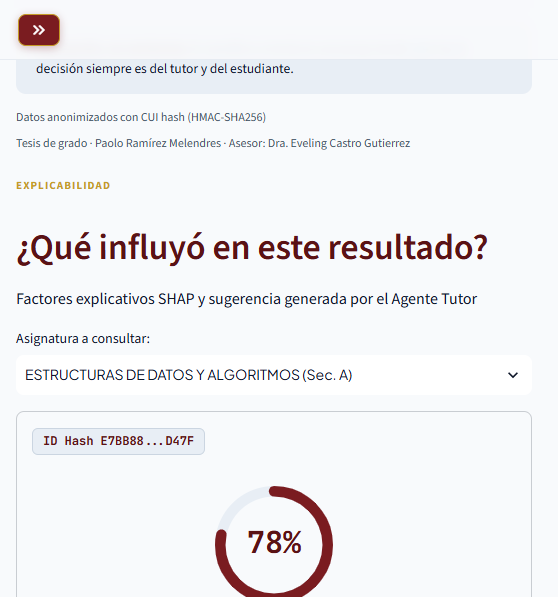 decisión siempre es del tutor y del estudiante.
Datos anonimizados con CUI hash (HMAC-SHA256)
Tesis de grado · Paolo Ramírez Melendres · Asesor: Dra. Eveling Castro Gutierrez
EXPLICABILIDAD
¿Qué influyó en este resultado?
Factores explicativos SHAP y sugerencia generada por el Agente Tutor
Asignatura a consultar:
ESTRUCTURAS DE DATOS Y ALGORITMOS (Sec. A)
ID Hash E7BB88...D47F
78%